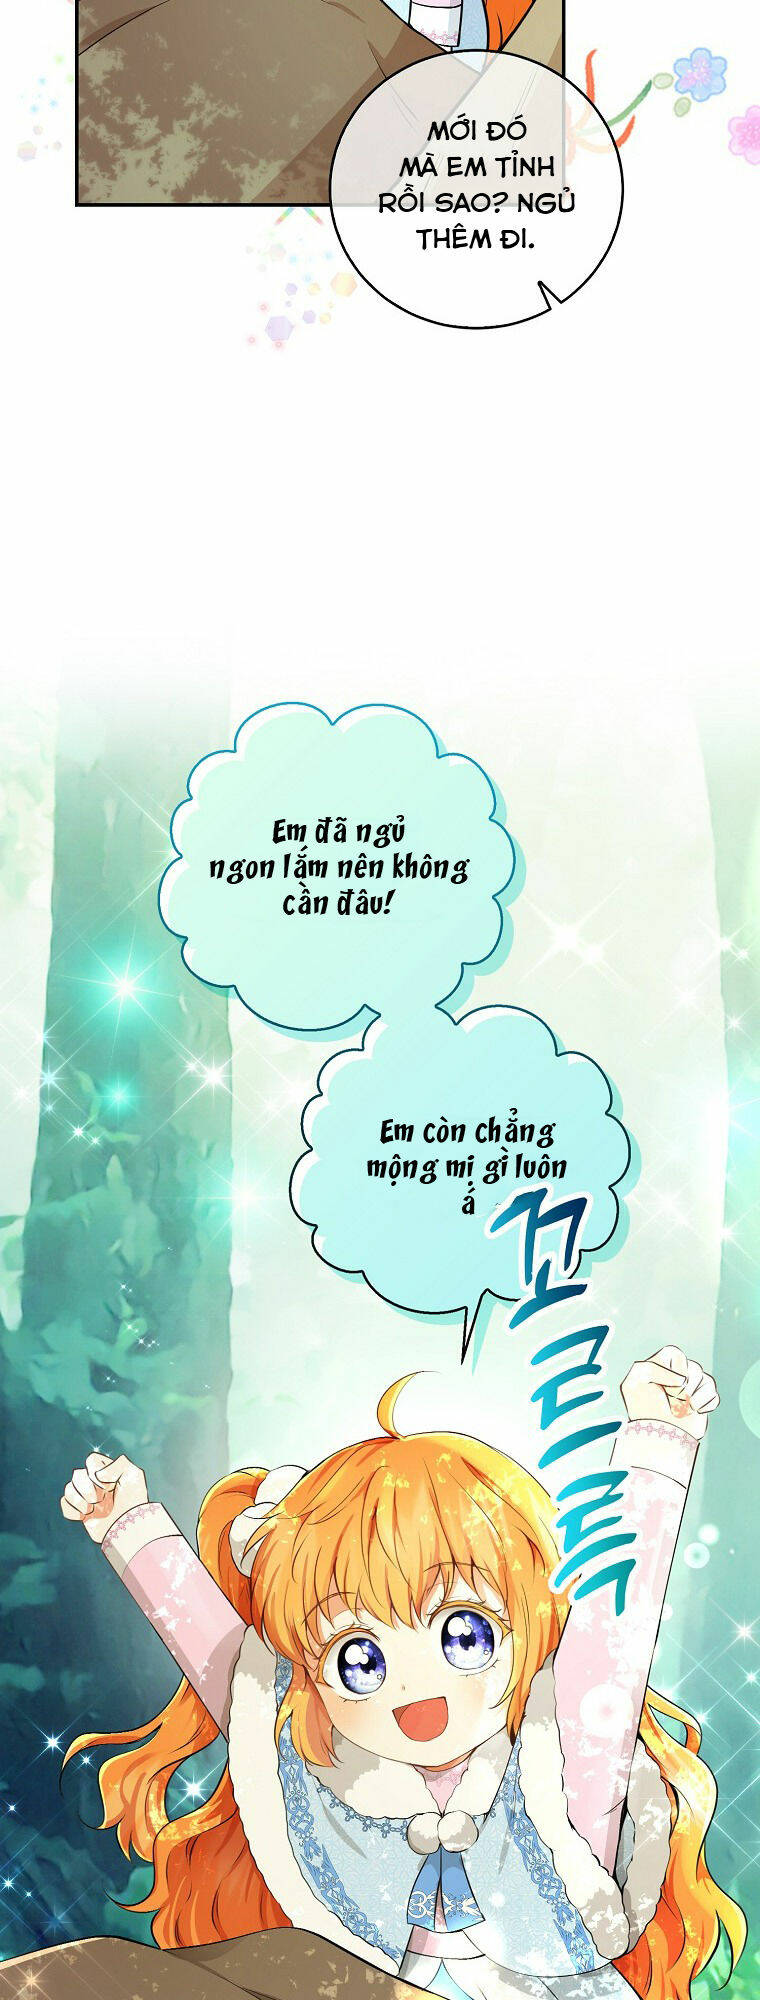 MỚI ĐÓ
MÀ EM TỈNH
RỒI SAO? NGỦ
THÊM ĐI.
Em đã ngủ
ngon lắm nên không
cần đâu!
Em còn chẳng
mộng mị gì luôn
á
꼬르륵